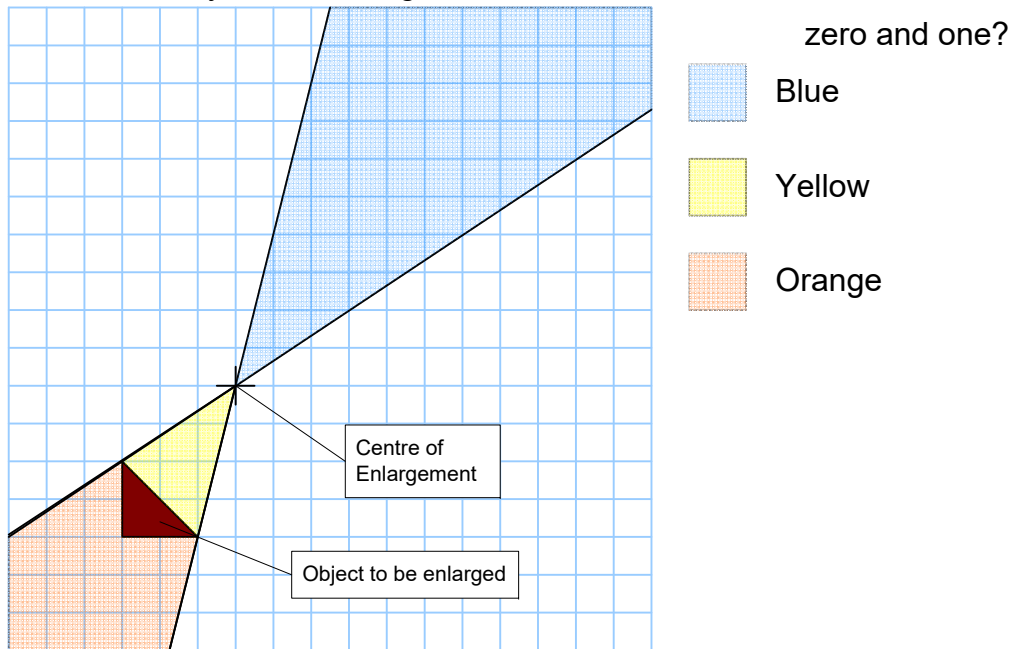 zero and one?
Blue
Yellow
Orange
Centre of
Enlargement
Object to be enlarged